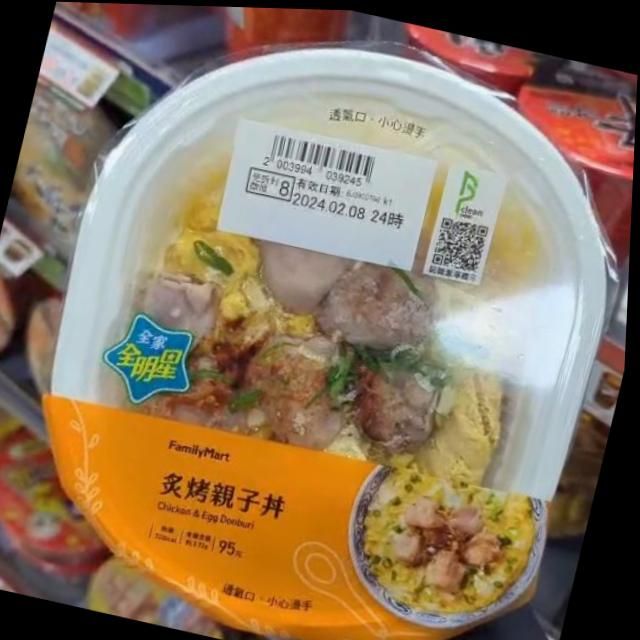 透氣口·小心燙手
2 003994 039245
8
有效日期:
2024.02.08 24時
clean
全家
全明星
FamilyMart
炙烤親子丼
Chicken & Egg Donburi
95元
透氣口·小心燙手